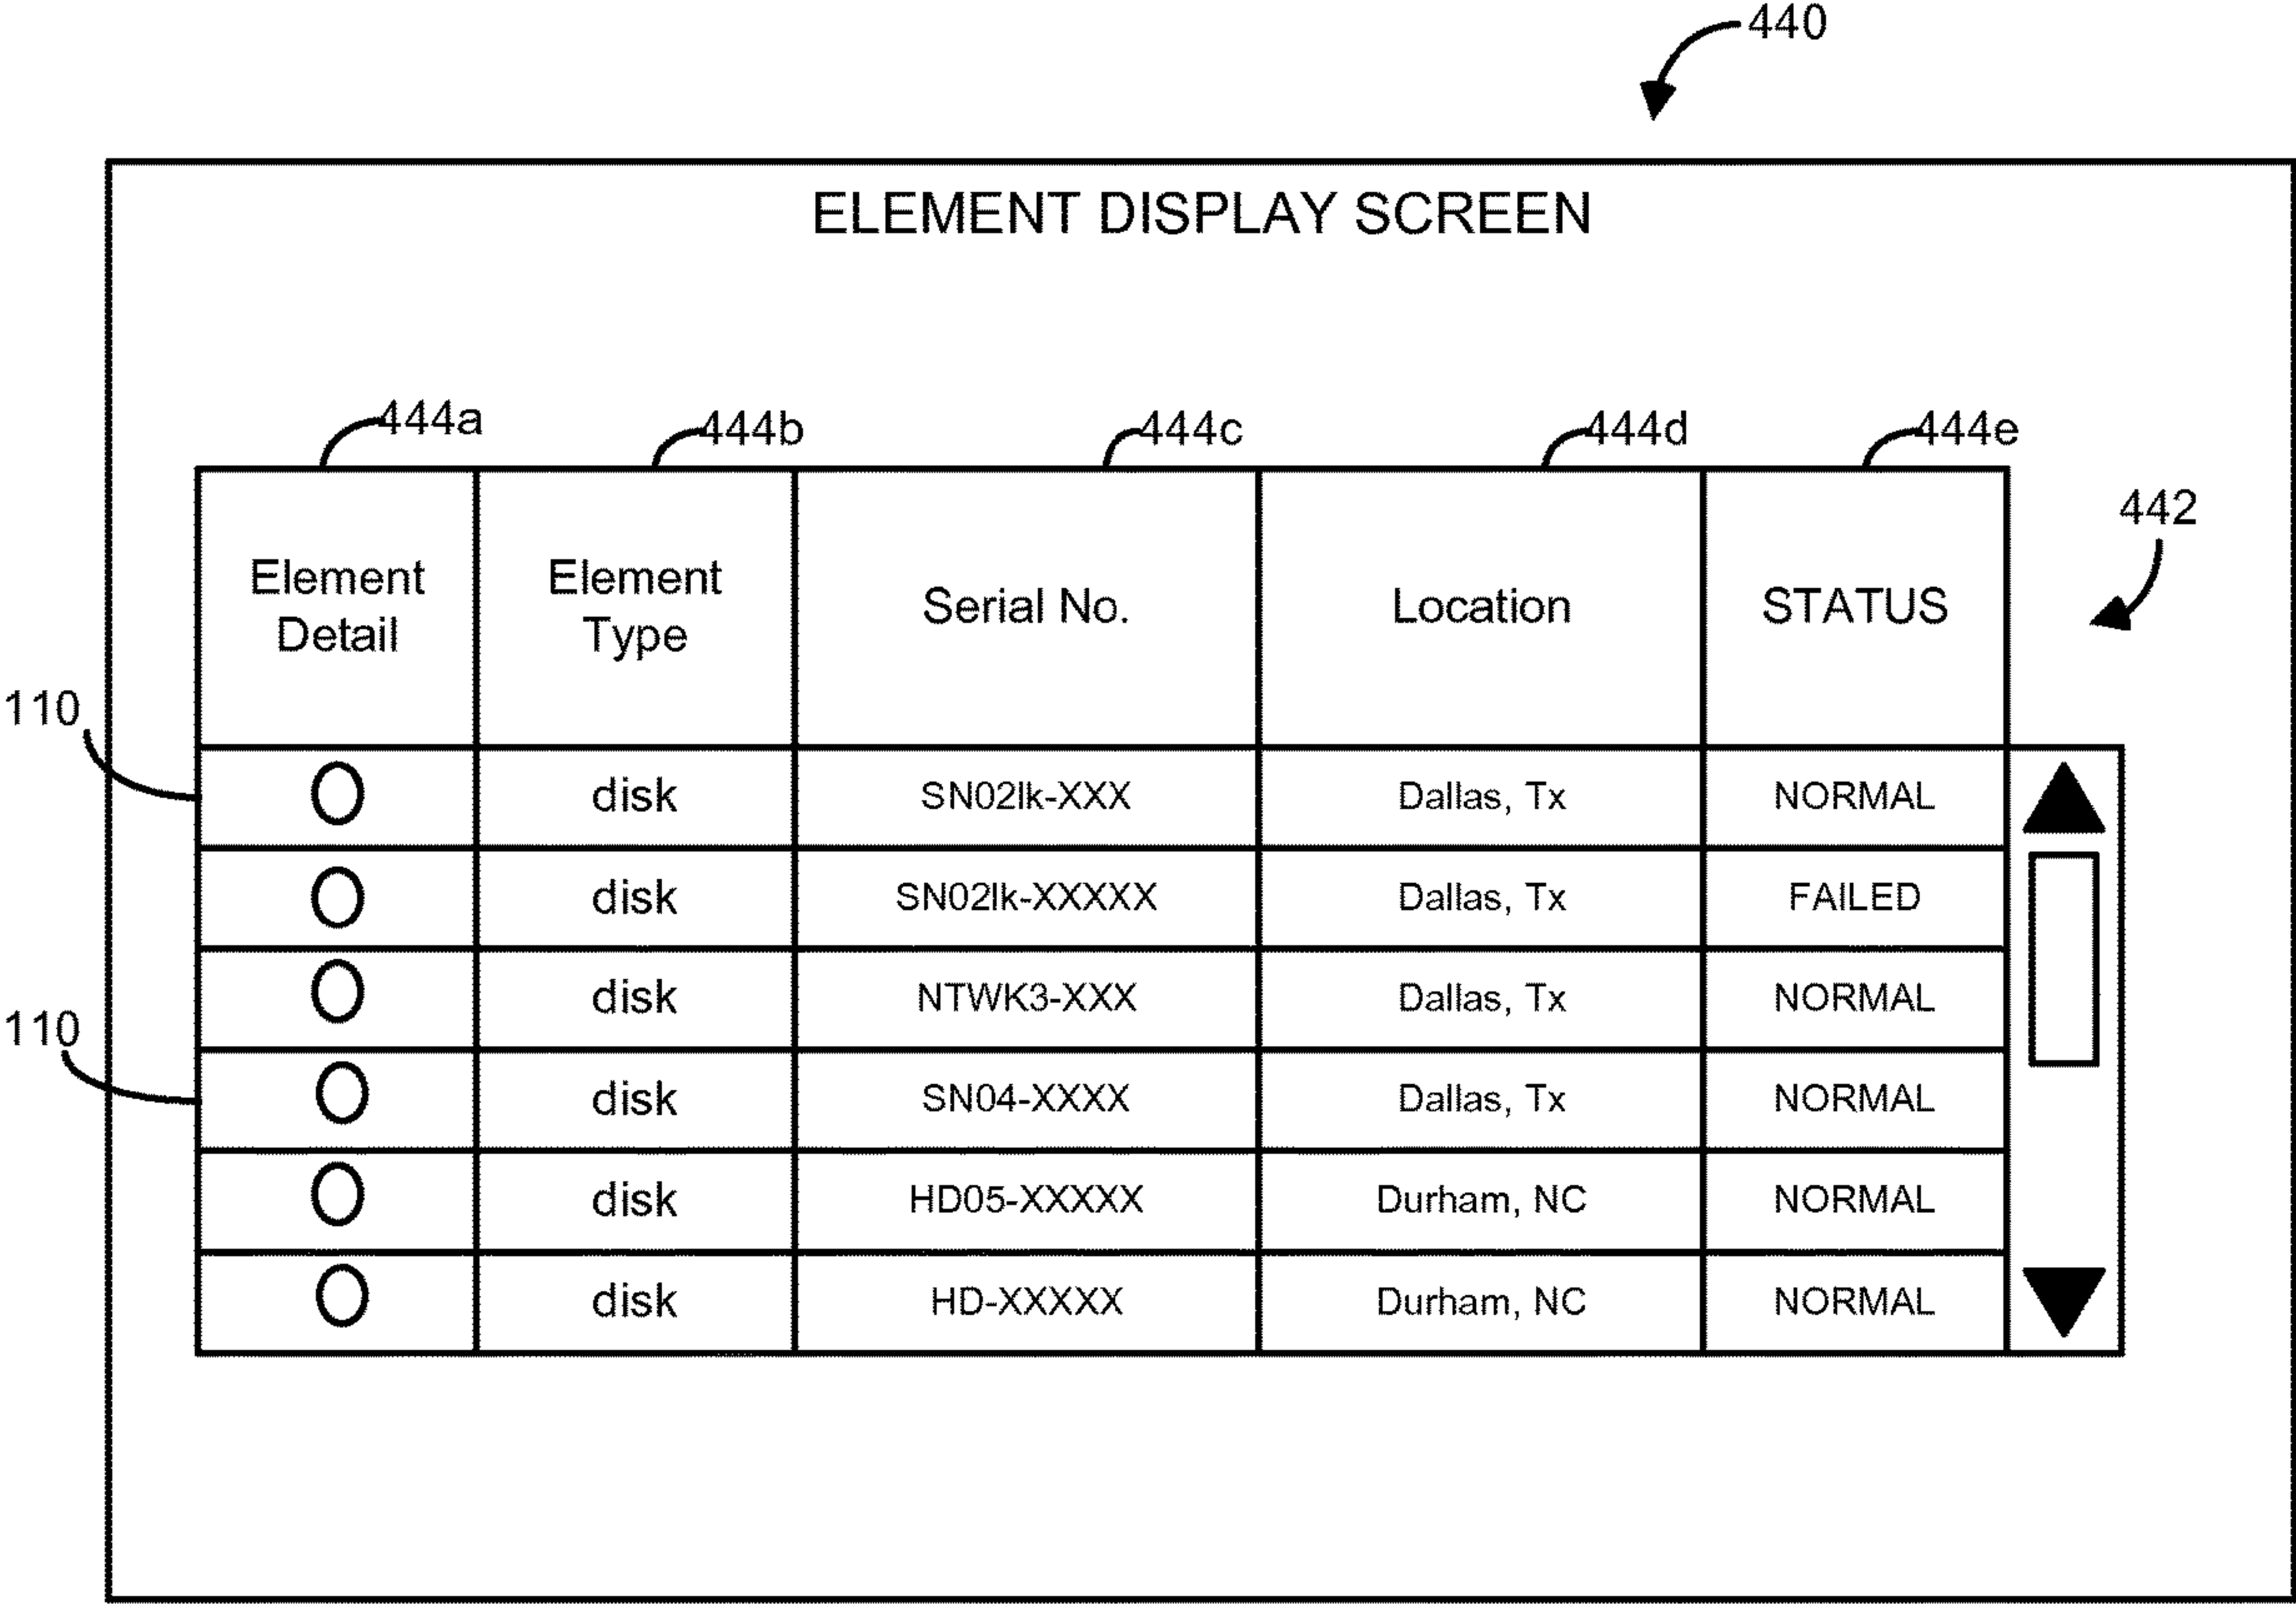 440
ELEMENT DISPLAY SCREEN
444a 444b 444c 444d 444e
442
Element Detail Element Type Serial No. Location STATUS
110
disk SN02lk-XXX Dallas, Tx NORMAL
disk SN02lk-XXXXX Dallas, Tx FAILED
disk NTWK3-XXX Dallas, Tx NORMAL
110
disk SN04-XXXX Dallas, Tx NORMAL
disk HD05-XXXXX Durham, NC NORMAL
disk HD-XXXXX Durham, NC NORMAL